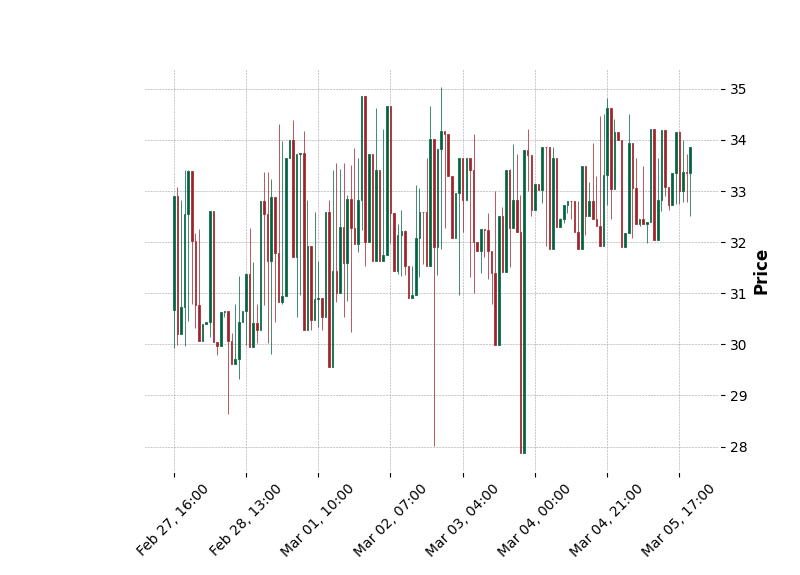 35
34
33
32
31
30
29
28
Price
Feb 27, 16:00
Feb 28, 13:00
Mar 01, 10:00
Mar 02, 07:00
Mar 03, 04:00
Mar 04, 00:00
Mar 04, 21:00
Mar 05, 17:00